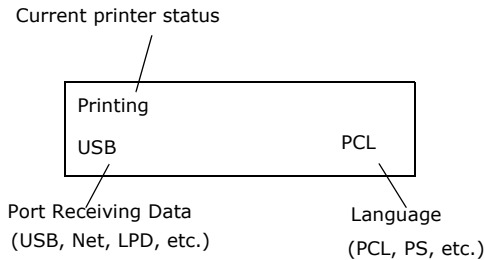 Current printer status
Printing
USB PCL
Port Receiving Data
(USB, Net, LPD, etc.)
Language
(PCL, PS, etc.)